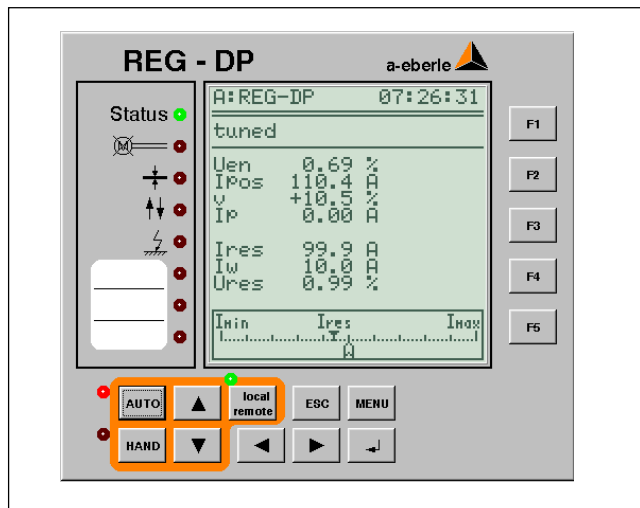 REG - DP
a-eberle
Status
M
A:REG-DP 07:26:31
tuned
Uen 0.69 %
IPos 110.4 A
v +10.5 %
Ip 0.00 A
Ires 99.9 A
Iw 10.0 A
Ures 0.99 %
Imin Ires Imax
A
F1
F2
F3
F4
F5
AUTO
local
remote
ESC
MENU
HAND